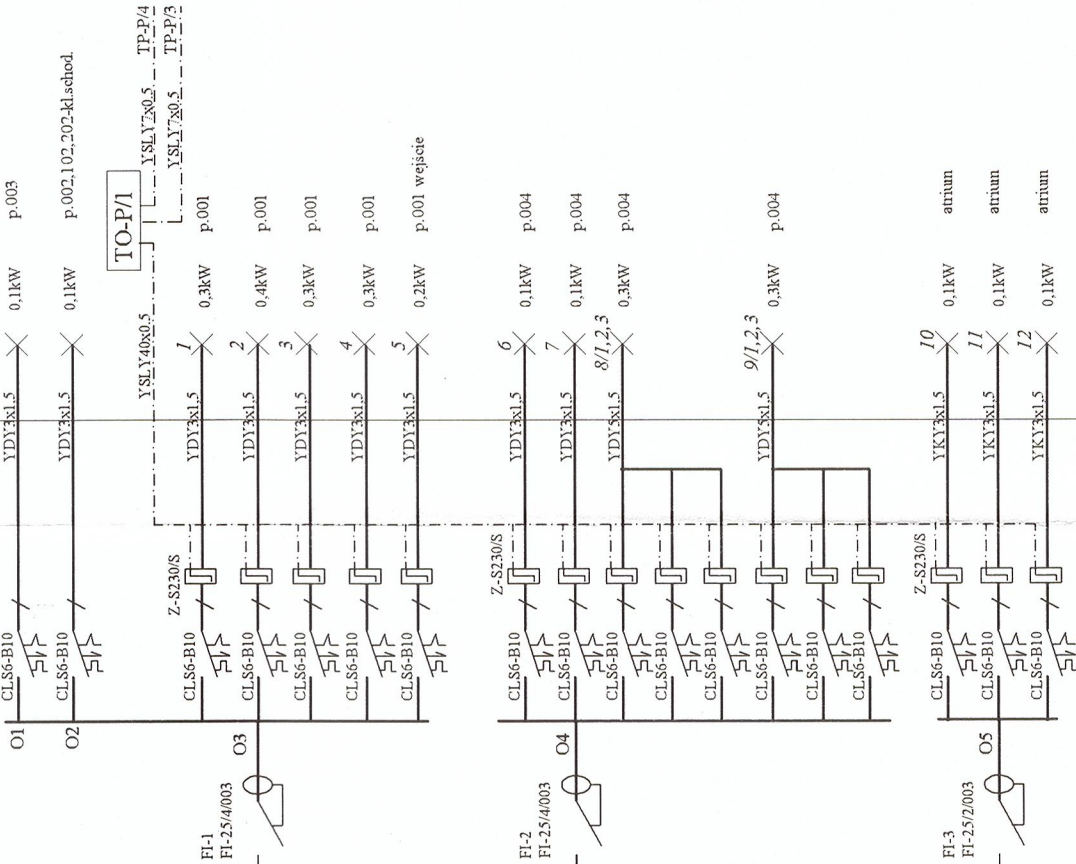 p.003
0,1kW
YDY3x1,5
CLS6-B10
O1
p.002,102,202-kl.schod.
0,1kW
YDY3x1,5
CLS6-B10
O2
TO-P/1
YSLY7x0,5 TP-P/4
YSLY7x0,5 TP-P/3
YSLY40x0,5
Z-S230/S
p.001
0,3kW
1
YDY3x1,5
CLS6-B10
p.001
0,4kW
2
YDY3x1,5
CLS6-B10
O3
FI-1
FI-25/4/003
p.001
0,3kW
3
YDY3x1,5
CLS6-B10
p.001
0,3kW
4
YDY3x1,5
CLS6-B10
p.001 wejście
0,2kW
5
YDY3x1,5
CLS6-B10
Z-S230/S
p.004
0,1kW
6
YDY3x1,5
CLS6-B10
p.004
0,1kW
7
YDY3x1,5
CLS6-B10
O4
FI-2
FI-25/4/003
p.004
0,3kW
8/1,2,3
YDY5x1,5
CLS6-B10
CLS6-B10
CLS6-B10
p.004
0,3kW
9/1,2,3
YDY5x1,5
CLS6-B10
CLS6-B10
CLS6-B10
Z-S230/S
atrium
0,1kW
10
YKY3x1,5
CLS6-B10
atrium
0,1kW
11
YKY3x1,5
CLS6-B10
O5
FI-3
FI-25/2/003
atrium
0,1kW
12
YKY3x1,5
CLS6-B10